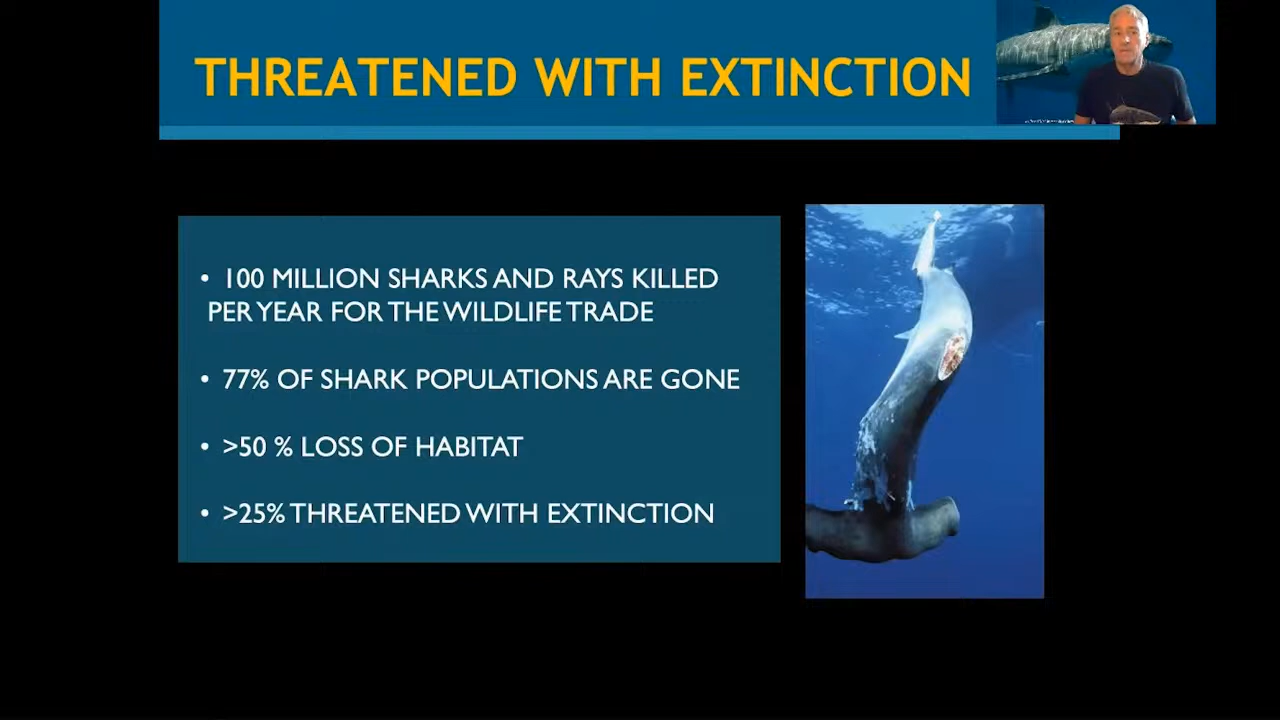 THREATENED WITH EXTINCTION
• 100 MILLION SHARKS AND RAYS KILLED
PER YEAR FOR THE WILDLIFE TRADE
• 77% OF SHARK POPULATIONS ARE GONE
• >50 % LOSS OF HABITAT
• >25% THREATENED WITH EXTINCTION